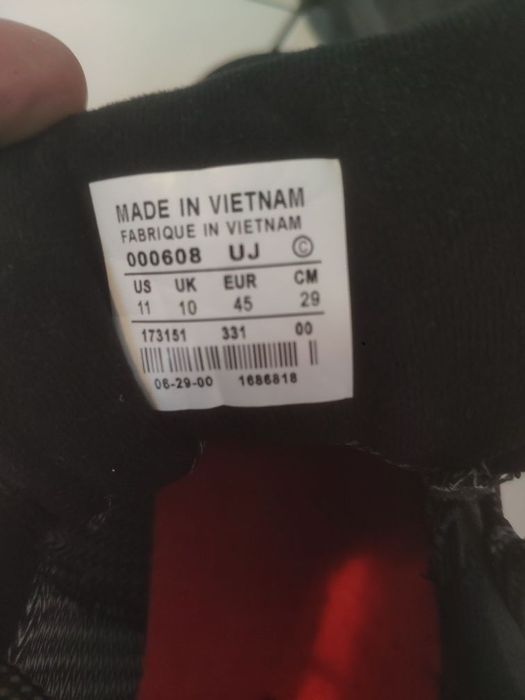 MADE IN VIETNAM
FABRIQUE IN VIETNAM
000608 UJ ©
US UK EUR CM
11 10 45 29
173151 331 00
06-29-00 1686818